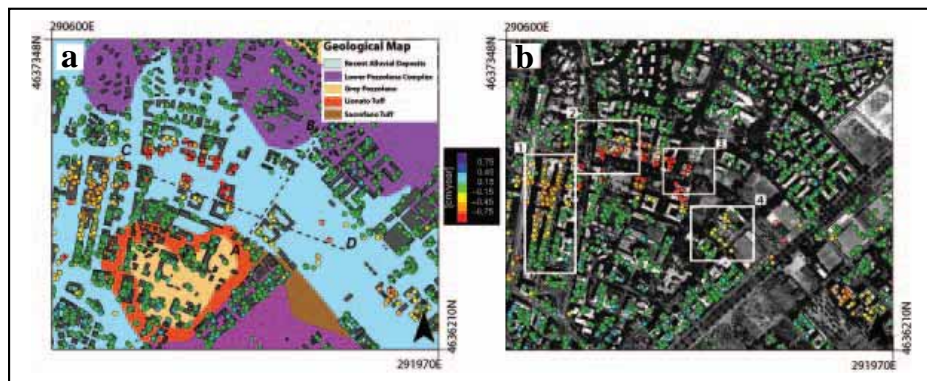 290600E
4637348N
a
Geological Map
Recent Alluvial Deposits
Lower Pozzolana Complex
Grey Pozzolana
Lionato Tuff
Sacrofano Tuff
B
C
A
D
4636210N
291970E
[cm/year]
0.75
0.45
0.15
-0.15
-0.45
-0.75
290600E
4637348N
b
1
2
3
4
4636210N
291970E